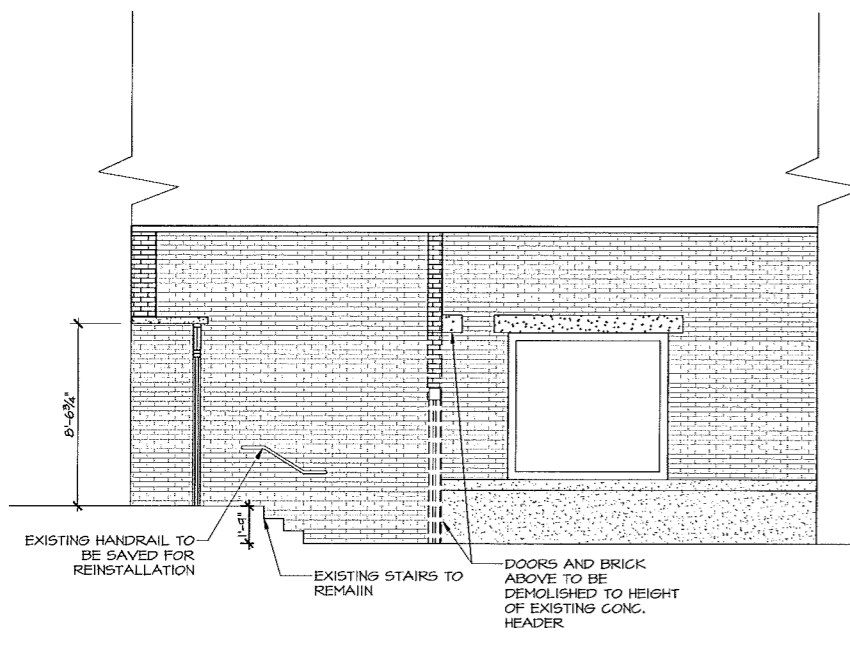 8'-6¾"
1'-9"
EXISTING HANDRAIL TO
BE SAVED FOR
REINSTALLATION
EXISTING STAIRS TO
REMAIIN
DOORS AND BRICK
ABOVE TO BE
DEMOLISHED TO HEIGHT
OF EXISTING CONC.
HEADER